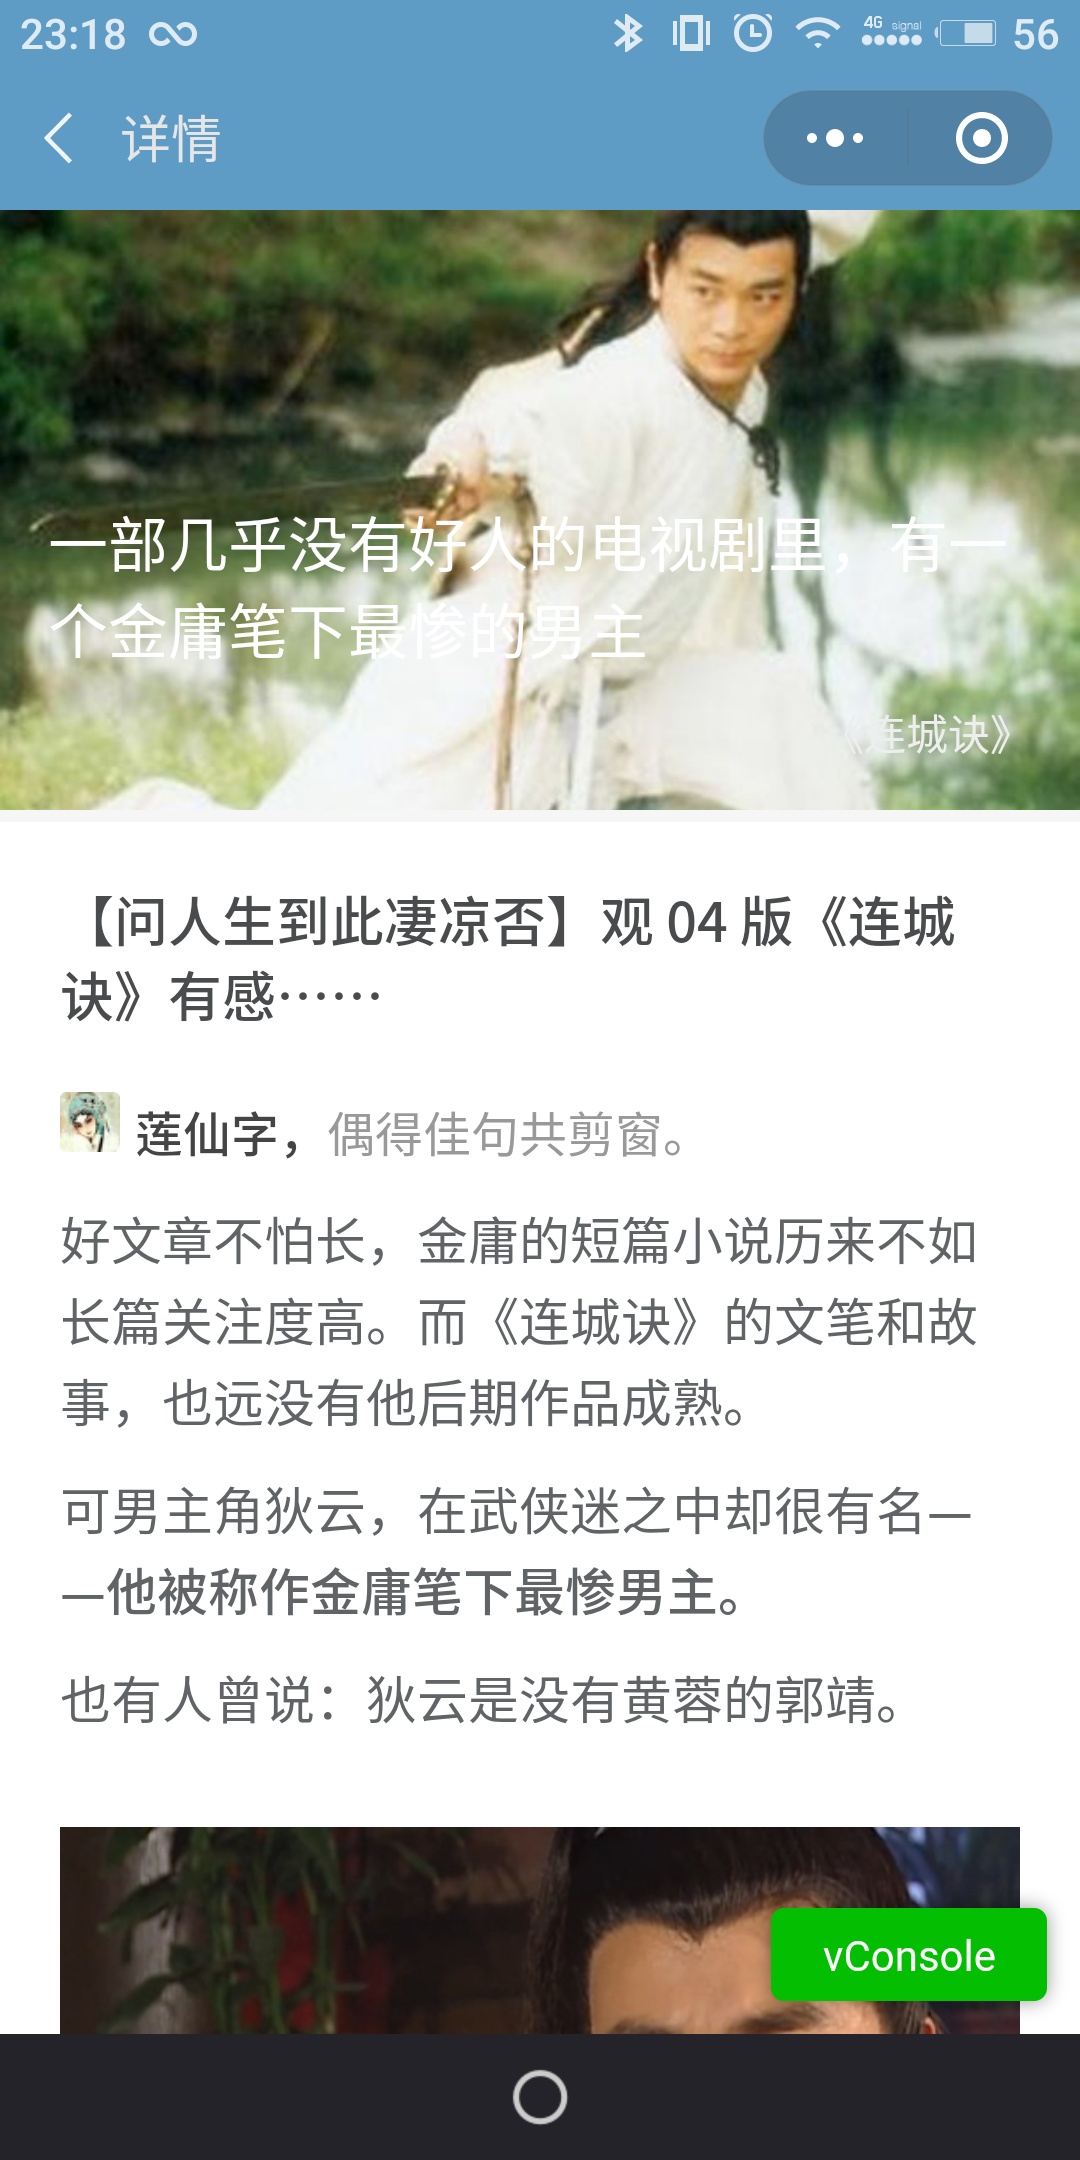 23:18
4G signal
56
详情
一部几乎没有好人的电视剧里，有一
个金庸笔下最惨的男主
《连城诀》
【问人生到此凄凉否】观 04 版《连城
诀》有感……
莲仙字，偶得佳句共剪窗。
好文章不怕长，金庸的短篇小说历来不如
长篇关注度高。而《连城诀》的文笔和故
事，也远没有他后期作品成熟。
可男主角狄云，在武侠迷之中却很有名—
—他被称作金庸笔下最惨男主。
也有人曾说：狄云是没有黄蓉的郭靖。
vConsole